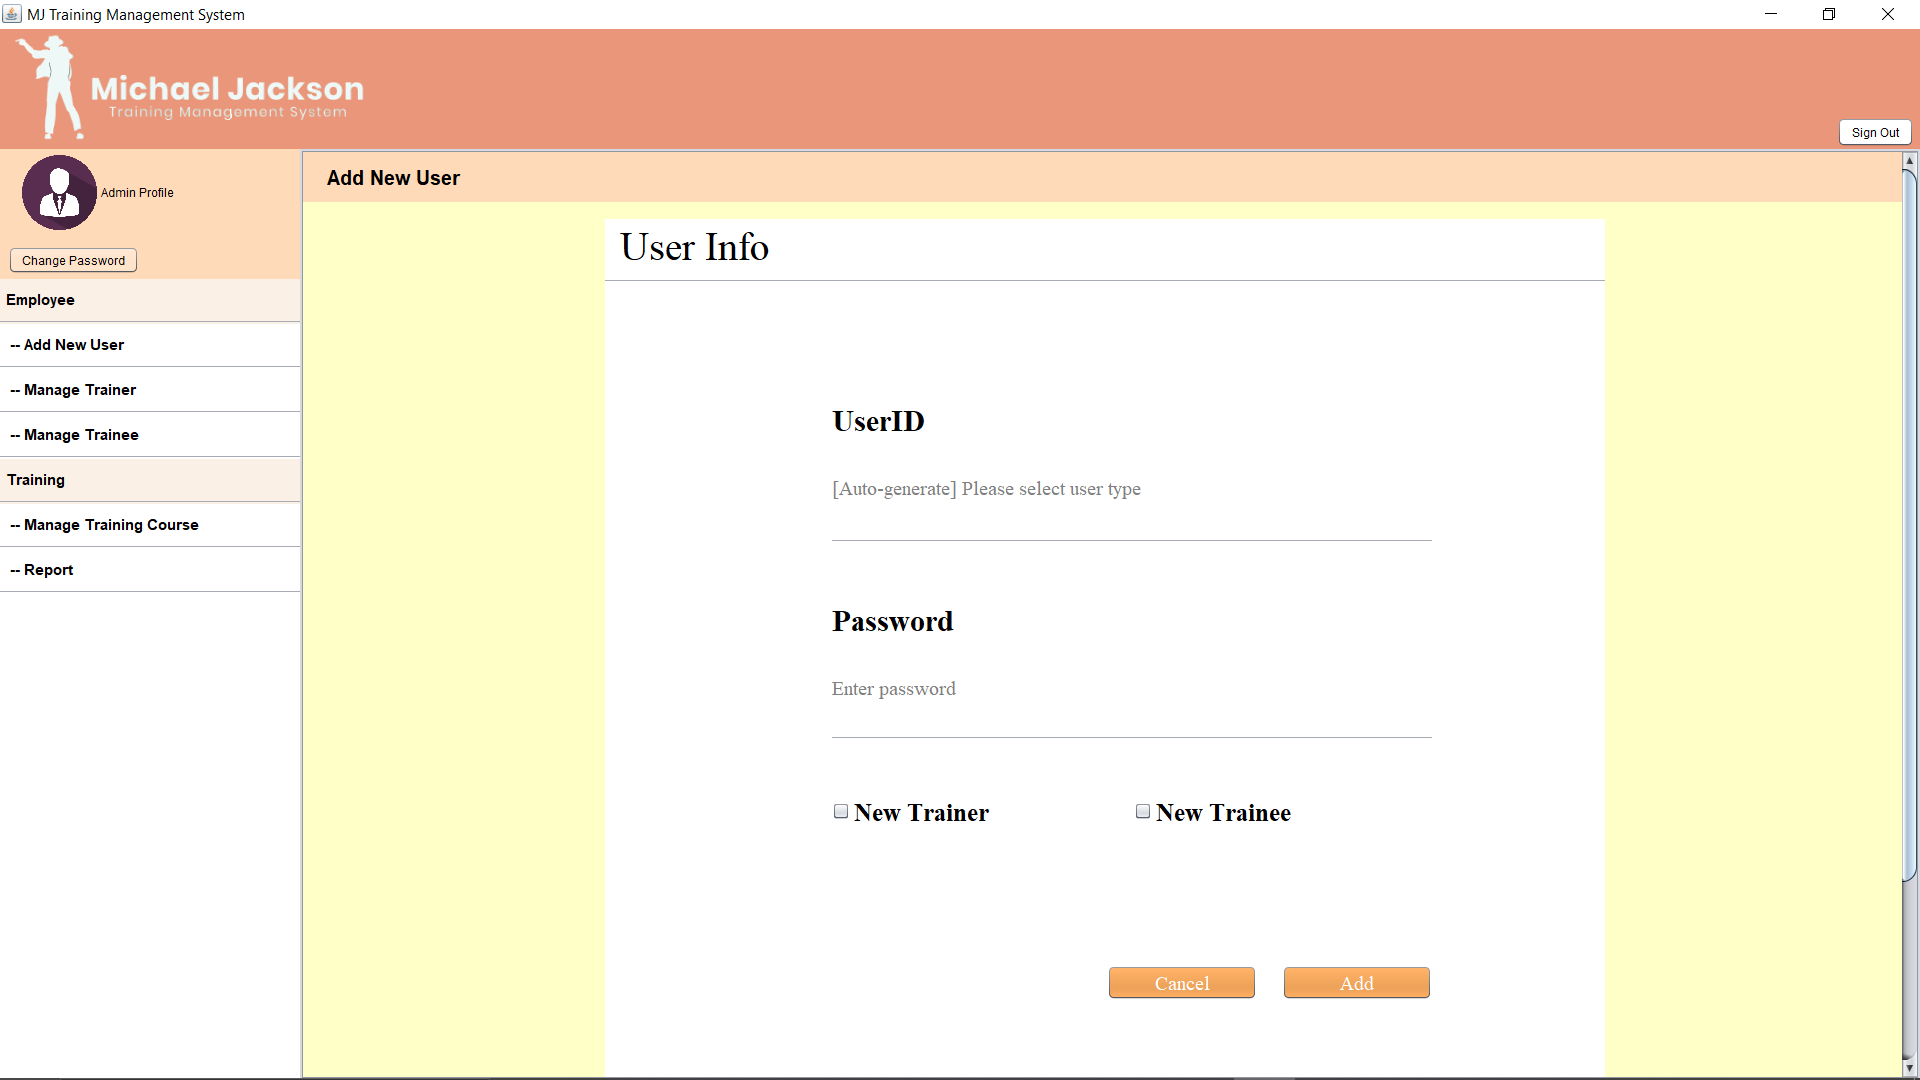 MJ Training Management System
Michael Jackson
Training Management System
Sign Out
Admin Profile
Change Password
Employee
-- Add New User
-- Manage Trainer
-- Manage Trainee
Training
-- Manage Training Course
-- Report
Add New User
User Info
UserID
[Auto-generate] Please select user type
Password
Enter password
New Trainer
New Trainee
Cancel
Add